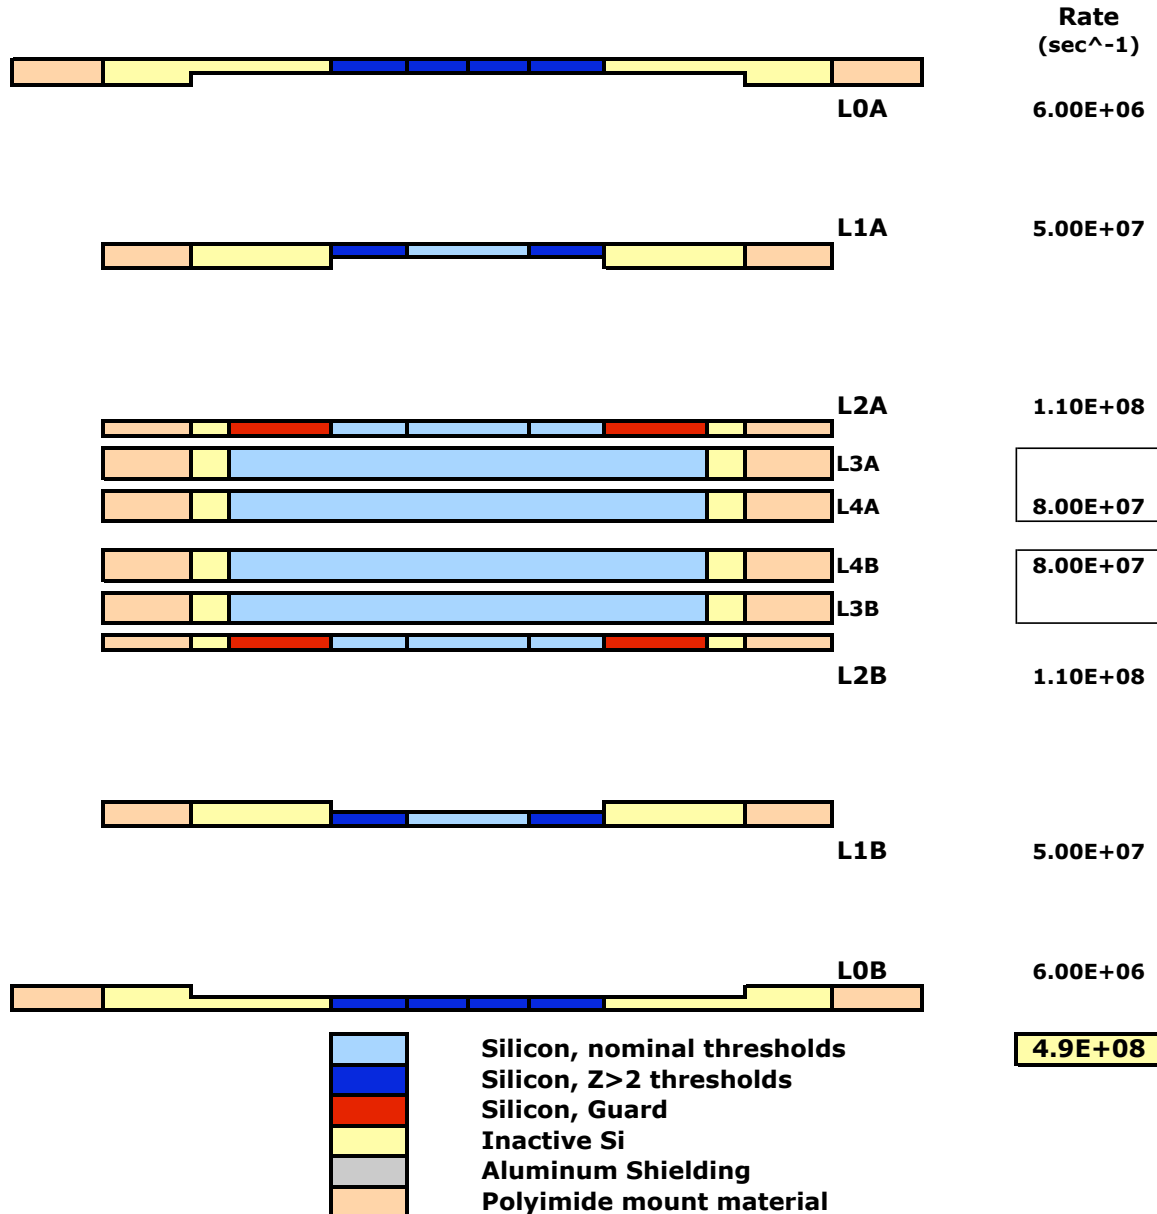 Rate
(sec^-1)
L0A 6.00E+06
L1A 5.00E+07
L2A 1.10E+08
L3A
L4A 8.00E+07
L4B 8.00E+07
L3B
L2B 1.10E+08
L1B 5.00E+07
L0B 6.00E+06
Silicon, nominal thresholds 4.9E+08
Silicon, Z>2 thresholds
Silicon, Guard
Inactive Si
Aluminum Shielding
Polyimide mount material